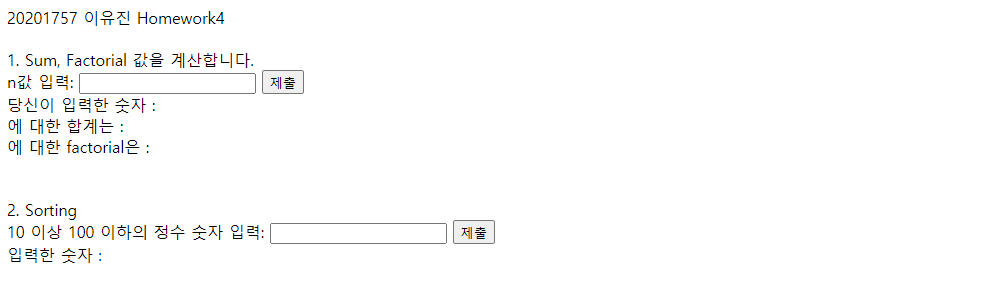 20201757 이유진 Homework4
1. Sum, Factorial 값을 계산합니다.
n값 입력: 제출
당신이 입력한 숫자 :
에 대한 합계는 :
에 대한 factorial은 :
2. Sorting
10 이상 100 이하의 정수 숫자 입력: 제출
입력한 숫자 :